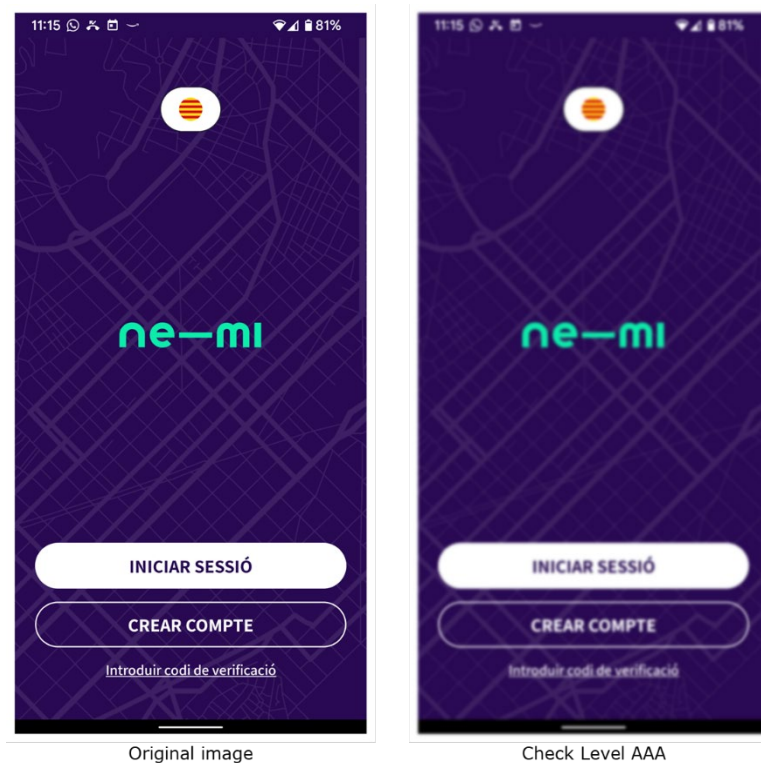 11:15 81%
11:15 81%
ne—mi
ne—mi
INICIAR SESSIÓ
INICIAR SESSIÓ
CREAR COMPTE
CREAR COMPTE
Introduir codi de verificació
Introduir codi de verificació
Original image
Check Level AAA